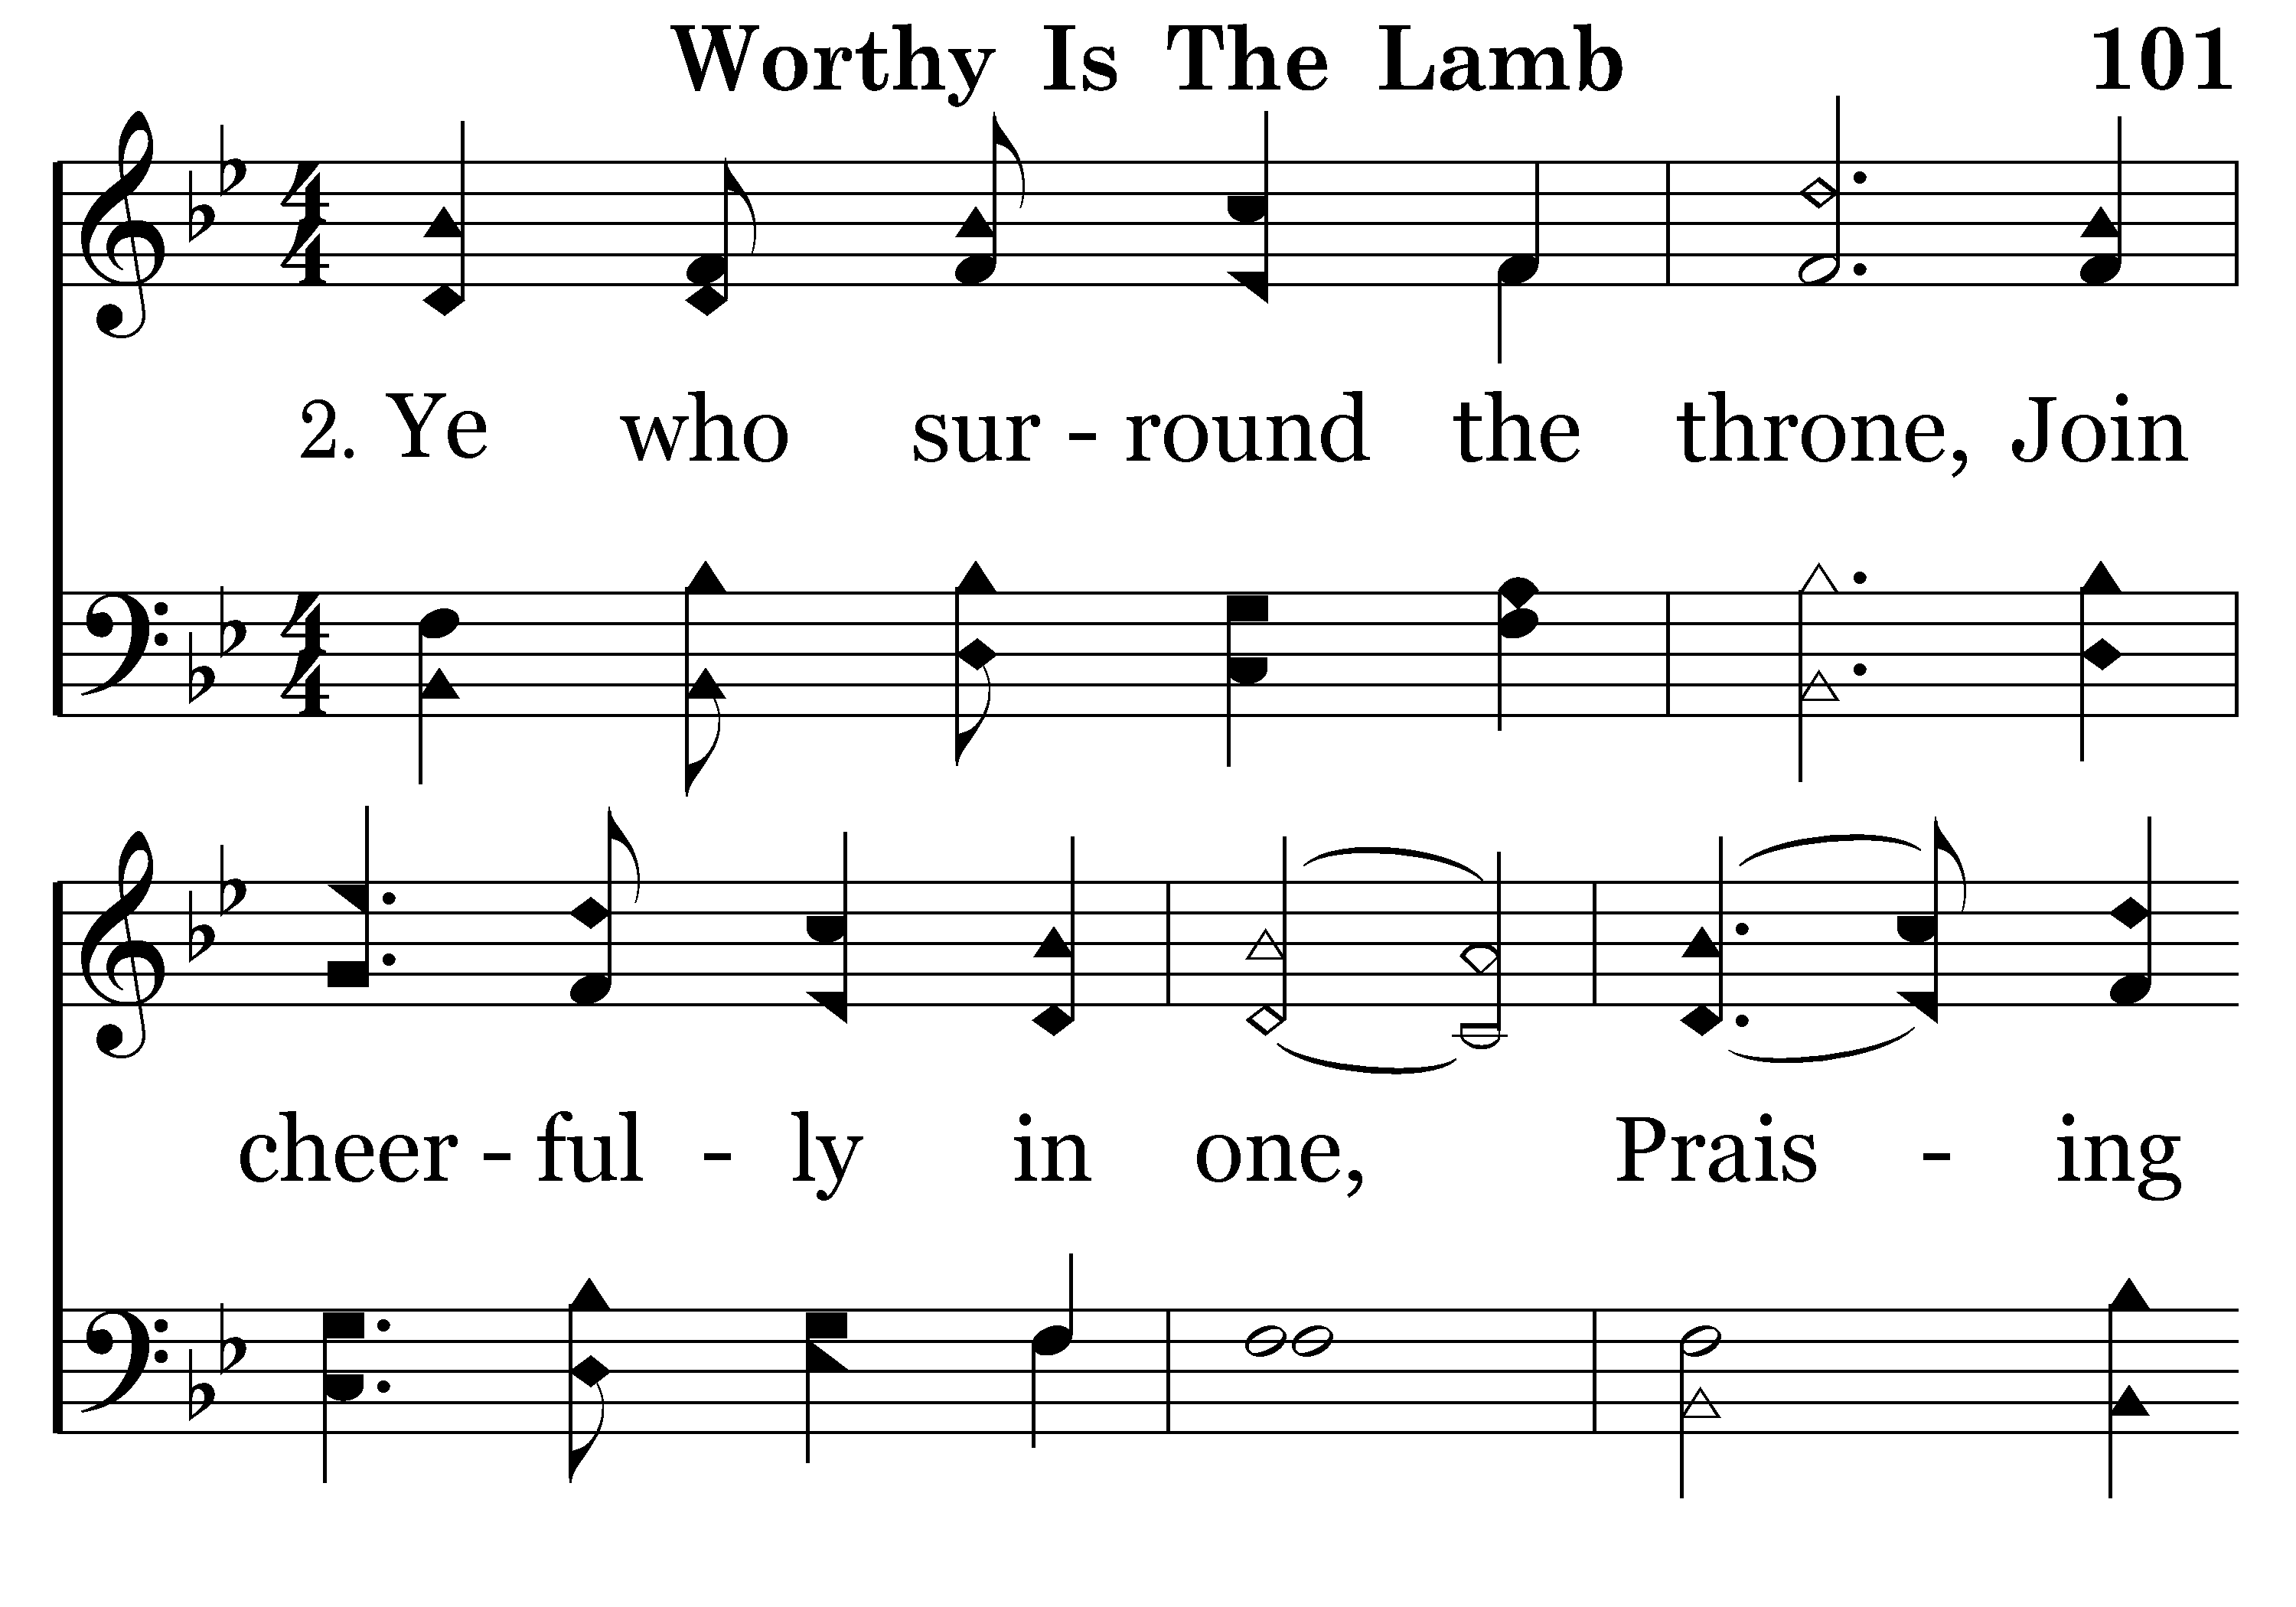 Worthy Is The Lamb 101
2. Ye who sur - round the throne, Join
cheer - ful - ly in one, Prais - ing